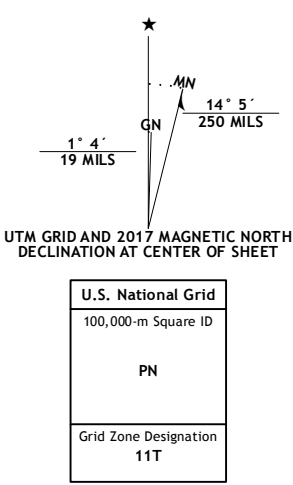 ★
MN
GN
14° 5´
250 MILS
1° 4´
19 MILS
UTM GRID AND 2017 MAGNETIC NORTH
DECLINATION AT CENTER OF SHEET
U.S. National Grid
100,000-m Square ID
PN
Grid Zone Designation
11T